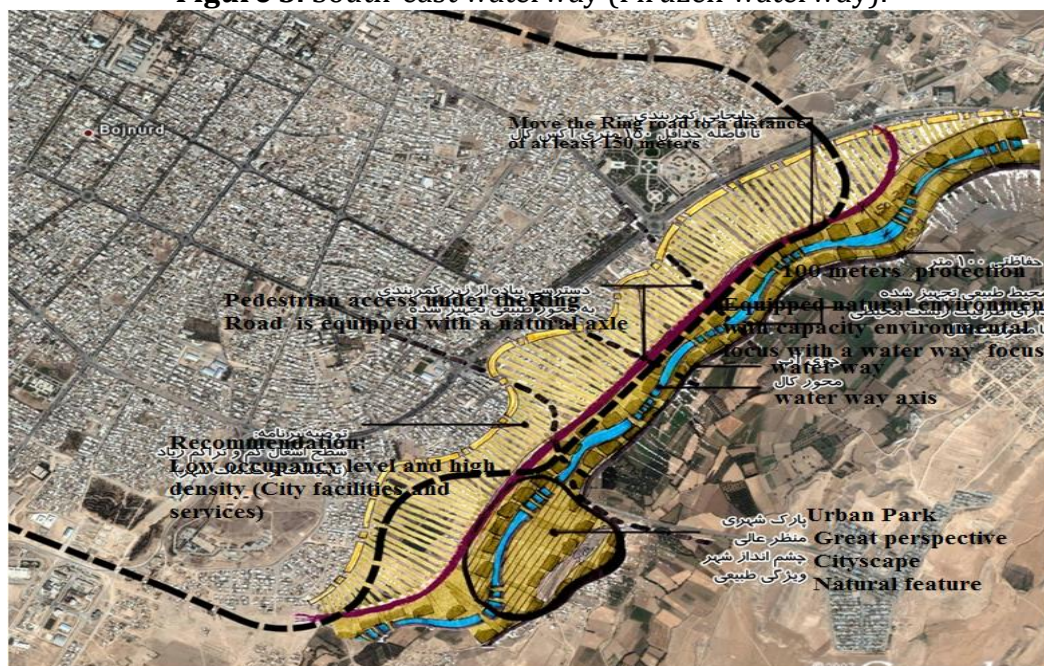 Figure 3. South-east waterway (Firuzeh waterway).
Bojnurd
جابجایی کمربندی
تا فاصله حداقل ۱۵۰ متری آکس کال
Move the Ring road to a distance
of at least 150 meters
حفاظتی ۱۰۰ متر
100 meters protection
محیط طبیعی تجهیز شده
Equipped natural environment
with capacity environmental
focus with a water way focus
دسترسی پیاده از زیر کمربندی
به محور طبیعی تجهیز شده
Pedestrian access under the Ring
Road is equipped with a natural axle
جوی آب
water way
محور کال
water way axis
توصیه برنامه:
سطح اشغال کم و تراکم زیاد
Recommendation:
Low occupancy level and high
density (City facilities and
services)
پارک شهری Urban Park
منظر عالی Great perspective
چشم انداز شهر Cityscape
ویژگی طبیعی Natural feature